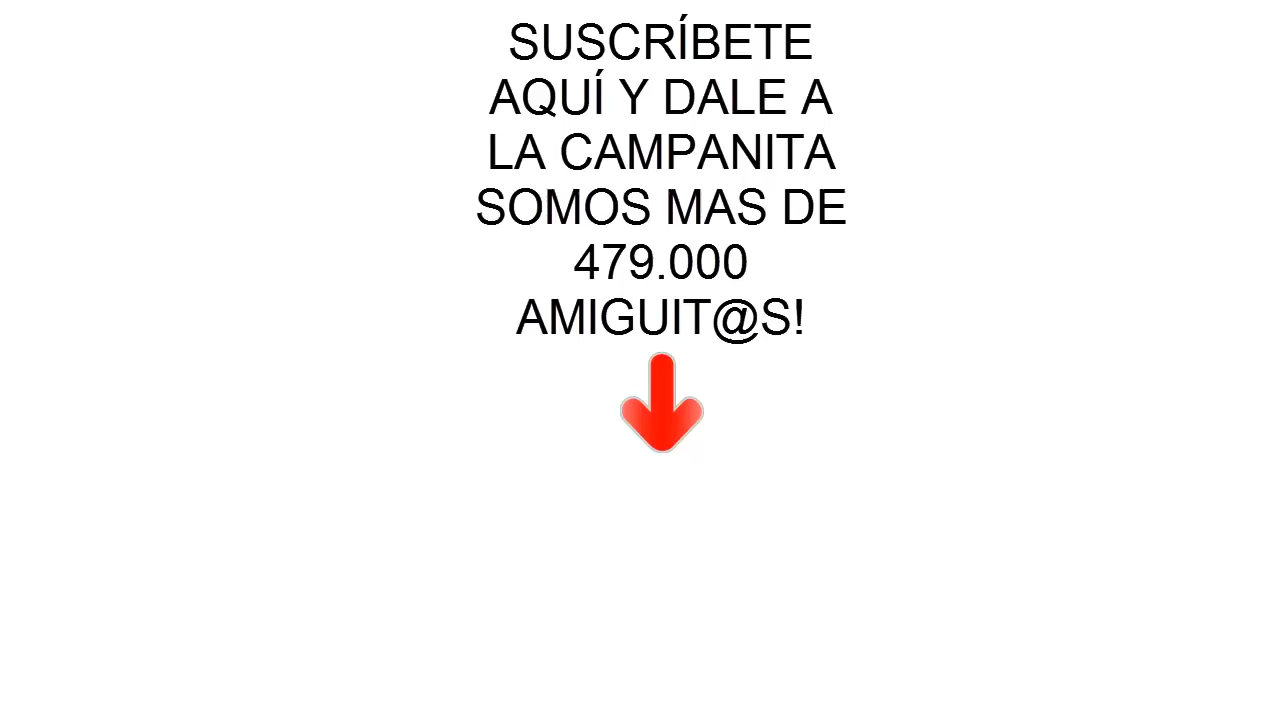 SUSCRÍBETE
AQUÍ Y DALE A
LA CAMPANITA
SOMOS MAS DE
479.000
AMIGUIT@S!